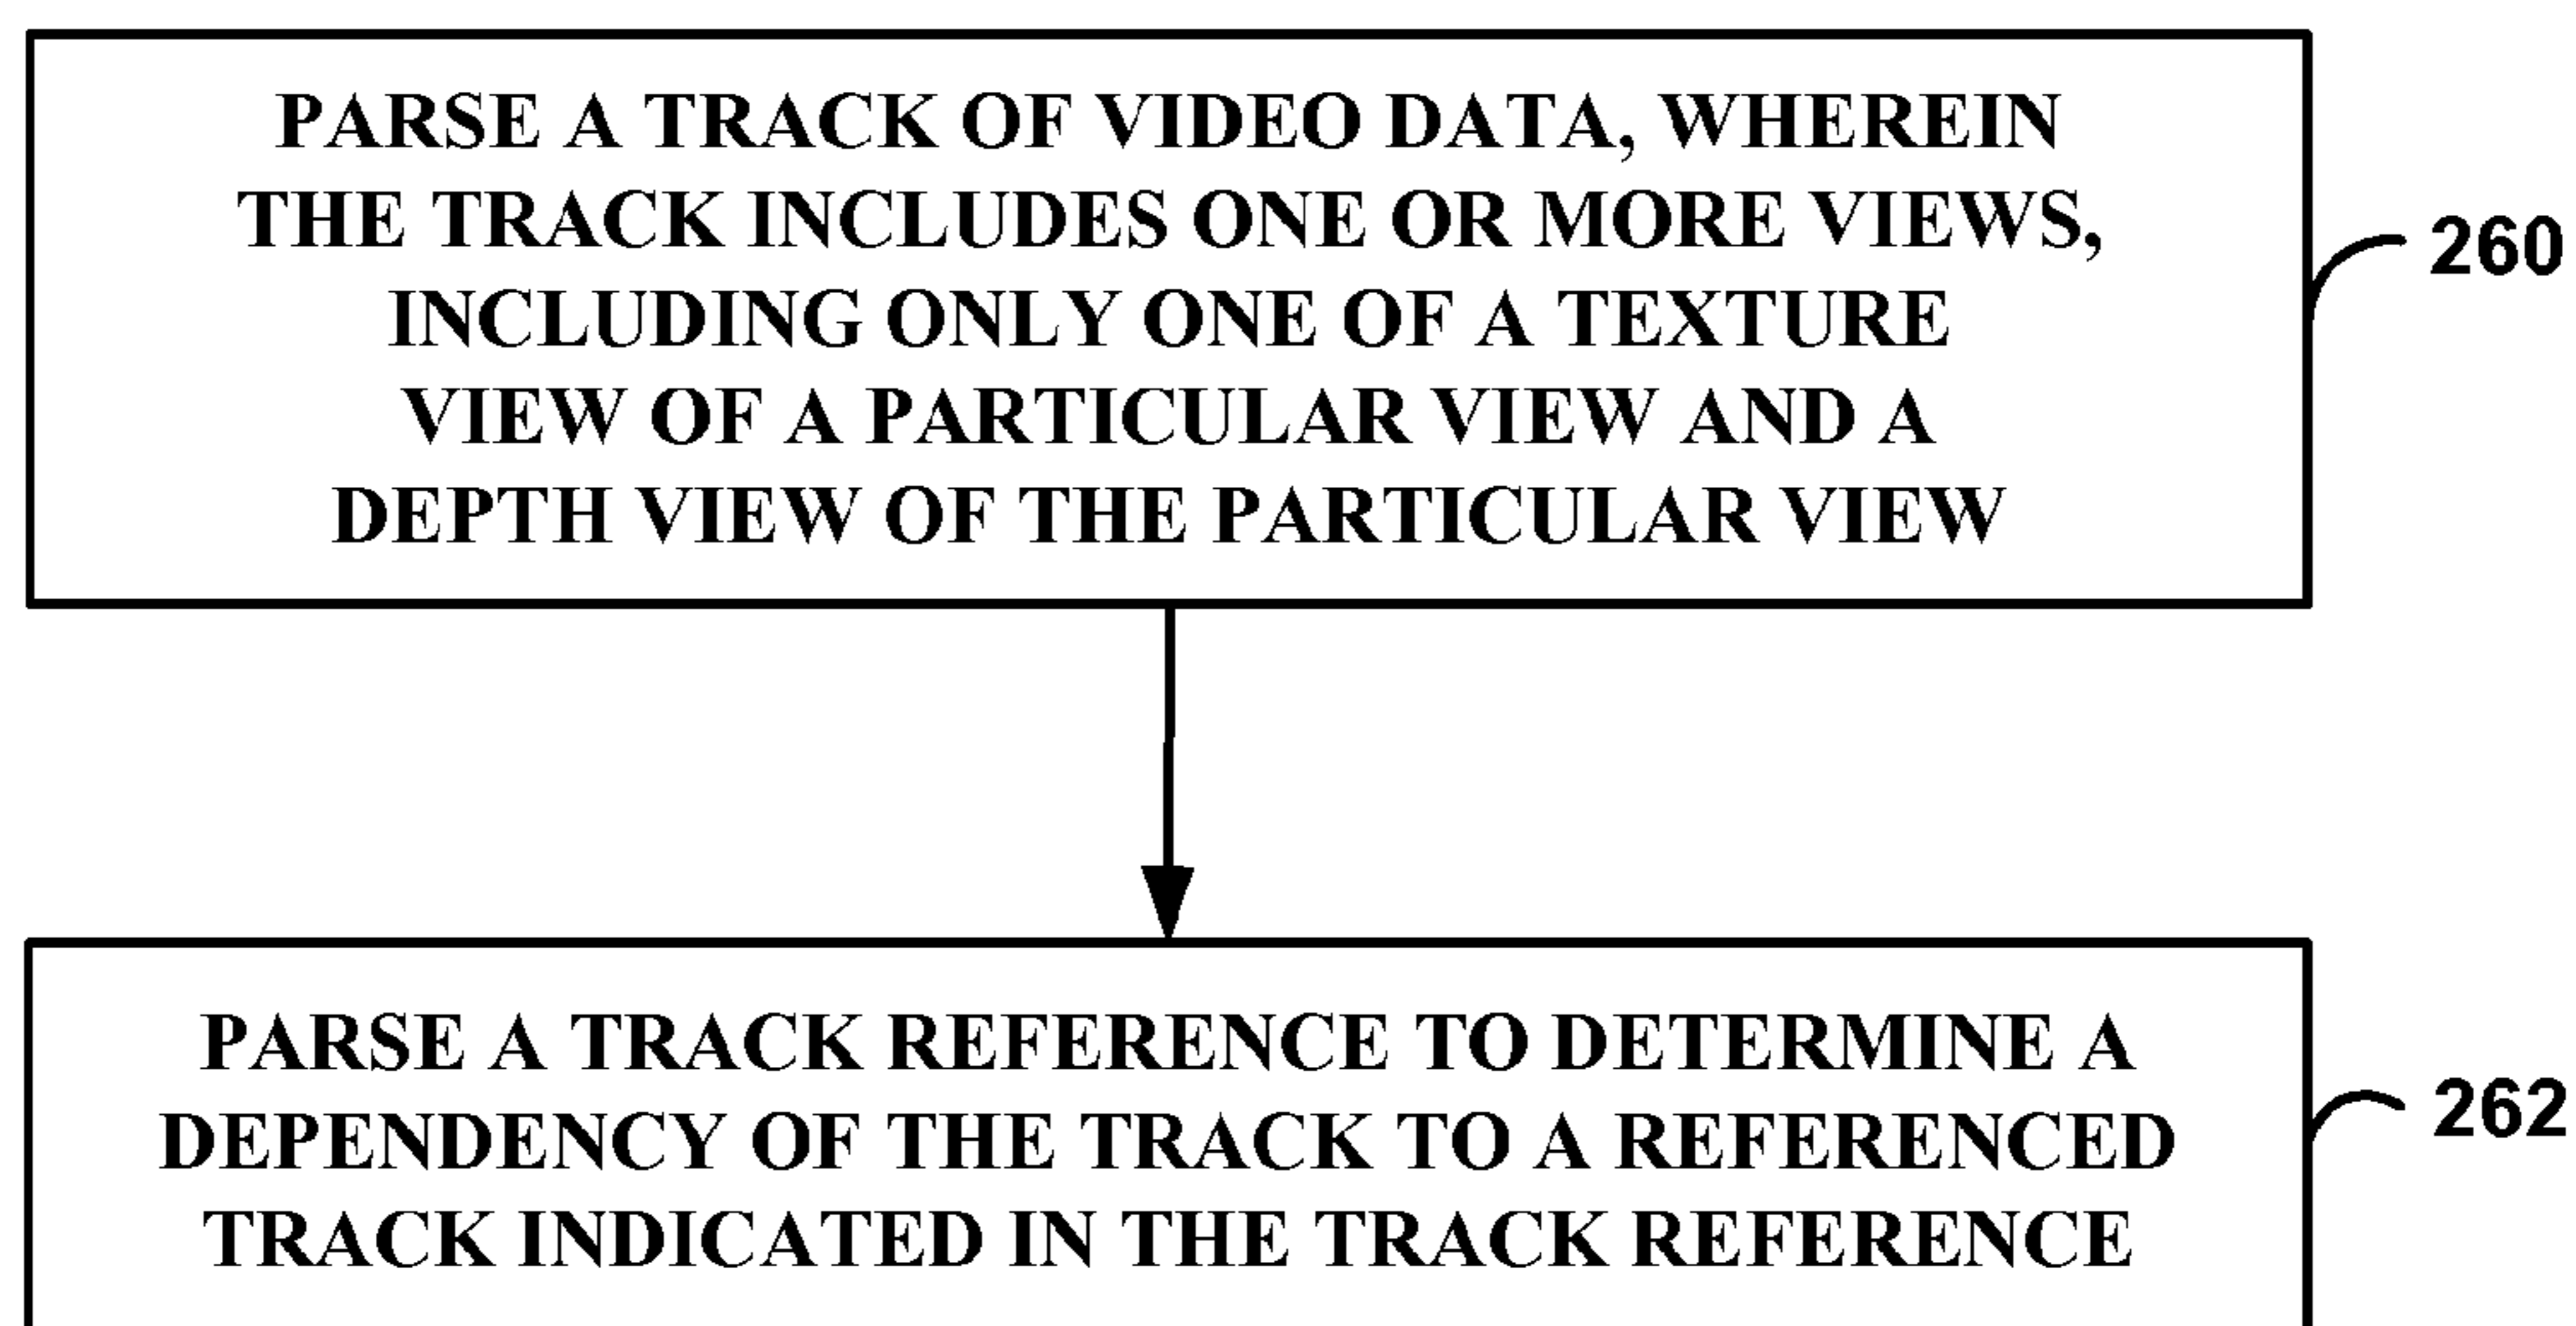 PARSE A TRACK OF VIDEO DATA, WHEREIN
THE TRACK INCLUDES ONE OR MORE VIEWS,
INCLUDING ONLY ONE OF A TEXTURE
VIEW OF A PARTICULAR VIEW AND A
DEPTH VIEW OF THE PARTICULAR VIEW
260
PARSE A TRACK REFERENCE TO DETERMINE A
DEPENDENCY OF THE TRACK TO A REFERENCED
TRACK INDICATED IN THE TRACK REFERENCE
262